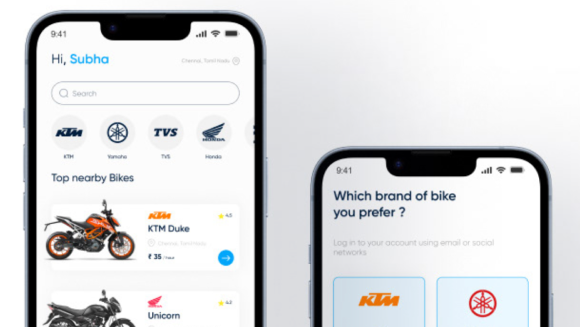 9:41
Hi, Subha
Chennai, Tamil Nadu
Search
KTM
TVS
HONDA
KTM
Yamaha
TVS
Honda
Top nearby Bikes
KTM
4.5
KTM Duke
Chennai, Tamil Nadu
₹ 35 / hour
4.2
Unicorn
9:41
Which brand of bike
you prefer ?
Log in to your account using email or social
networks
KTM